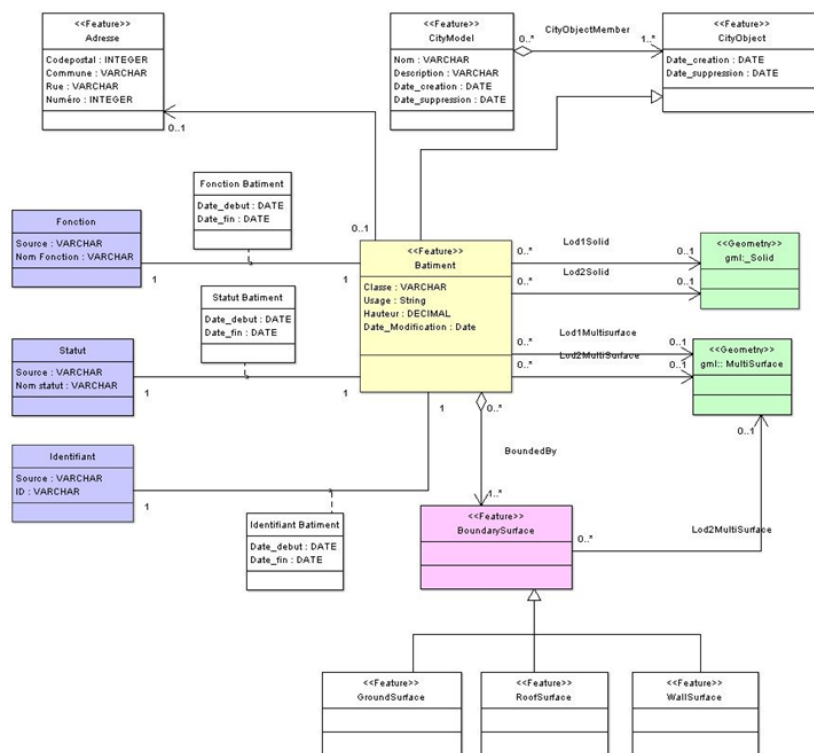 <<Feature>>
Adresse
Codepostal : INTEGER
Commune : VARCHAR
Rue : VARCHAR
Numéro : INTEGER
0..1
<<Feature>>
CityModel
Nom : VARCHAR
Description : VARCHAR
Date_creation : DATE
Date_suppression : DATE
0..*
CityObjectMember
1..*
<<Feature>>
CityObject
Date_creation : DATE
Date_suppression : DATE
Fonction Batiment
Date_debut : DATE
Date_fin : DATE
Fonction
Source : VARCHAR
Nom Fonction : VARCHAR
1
0..1
1
<<Feature>>
Batiment
Classe : VARCHAR
Usage : String
Hauteur : DECIMAL
Date_Modification : Date
0..*
Lod1Solid
0..1
0..*
Lod2Solid
0..1
<<Geometry>>
gml:_Solid
Statut Batiment
Date_debut : DATE
Date_fin : DATE
Statut
Source : VARCHAR
Nom statut : VARCHAR
1
1
0..*
Lod1Multisurface
0..1
0..*
Lod2MultiSurface
0..1
<<Geometry>>
gml:: MultiSurface
0..1
Identifiant
Source : VARCHAR
ID : VARCHAR
1
1
0..*
BoundedBy
1..*
Identifiant Batiment
Date_debut : DATE
Date_fin : DATE
<<Feature>>
BoundarySurface
0..*
Lod2MultiSurface
<<Feature>>
GroundSurface
<<Feature>>
RoofSurface
<<Feature>>
WallSurface